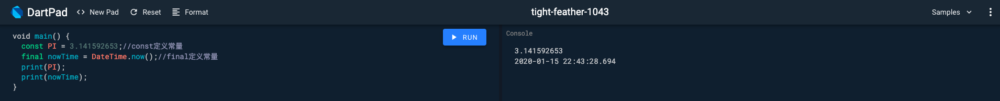 DartPad <> New Pad Reset Format tight-feather-1043 Samples
void main() {
const PI = 3.141592653;//const定义常量
final nowTime = DateTime.now();//final定义常量
print(PI);
print(nowTime);
}
RUN
Console
3.141592653
2020-01-15 22:43:28.694